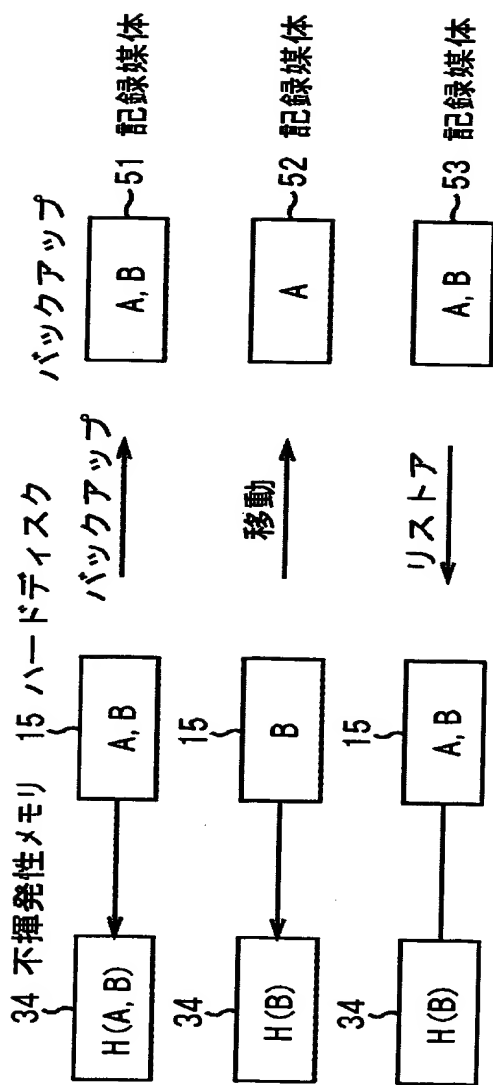 34 不揮発性メモリ 15 ハードディスク バックアップ
H(A, B) A, B バックアップ A, B 51 記録媒体
34 15
H(B) B 移動 A 52 記録媒体
34 15
H(B) A, B リストア A, B 53 記録媒体